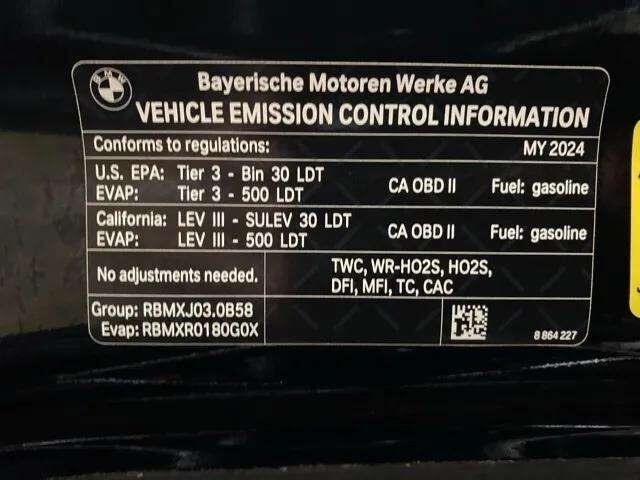 BMW
Bayerische Motoren Werke AG
VEHICLE EMISSION CONTROL INFORMATION
Conforms to regulations: MY 2024
U.S. EPA: Tier 3 - Bin 30 LDT
EVAP: Tier 3 - 500 LDT
CA OBD II Fuel: gasoline
California: LEV III - SULEV 30 LDT
EVAP: LEV III - 500 LDT
CA OBD II Fuel: gasoline
No adjustments needed.
TWC, WR-HO2S, HO2S,
DFI, MFI, TC, CAC
Group: RBMXJ03.0B58
Evap: RBMXR0180G0X
8 864 227